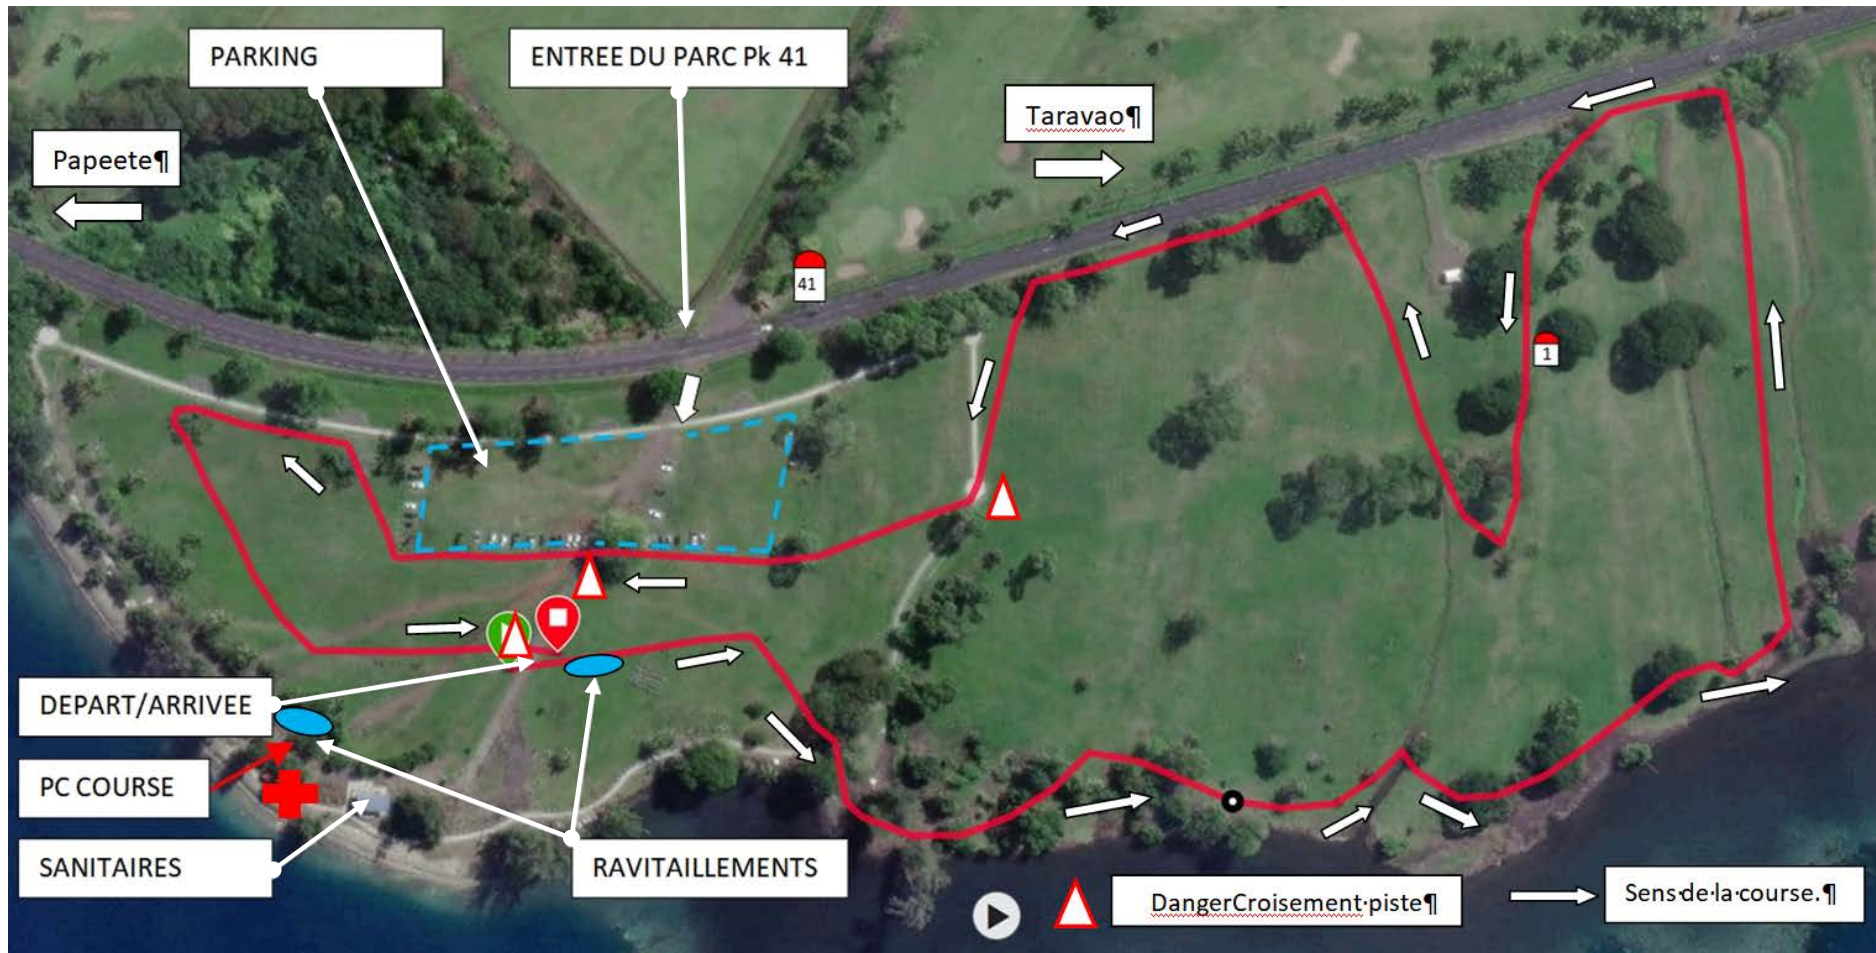 PARKING
ENTREE DU PARC Pk 41
Taravao¶
Papeete¶
41
1
DEPART/ARRIVEE
PC COURSE
SANITAIRES
RAVITAILLEMENTS
DangerCroisement·piste¶
Sens·de·la·course.¶